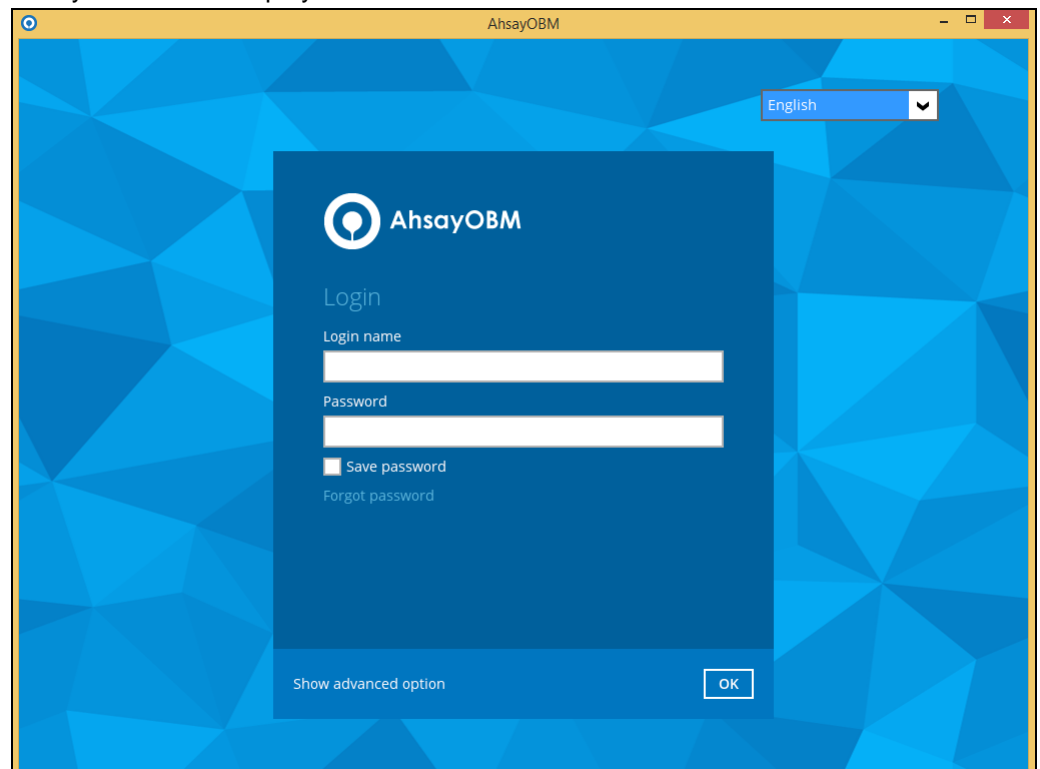 AhsayOBM
English
AhsayOBM
Login
Login name
Password
Save password
Forgot password
Show advanced option
OK